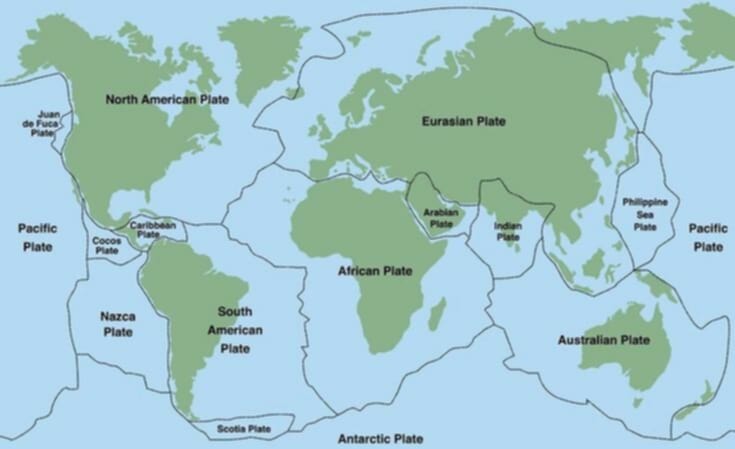 North American Plate
Juan
de Fuca
Plate
Eurasian Plate
Pacific
Plate
Cocos
Plate
Caribbean
Plate
Arabian
Plate
Indian
Plate
Philippine
Sea
Plate
Pacific
Plate
African Plate
Nazca
Plate
South
American
Plate
Australian Plate
Scotia Plate
Antarctic Plate